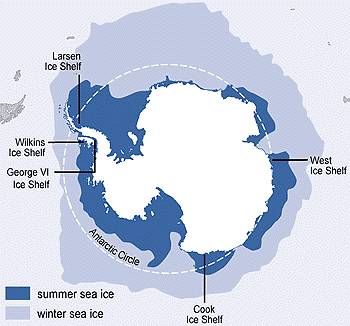 Larsen
Ice Shelf
Wilkins
Ice Shelf
George VI
Ice Shelf
West
Ice Shelf
Antarctic Circle
Cook
Ice Shelf
summer sea ice
winter sea ice